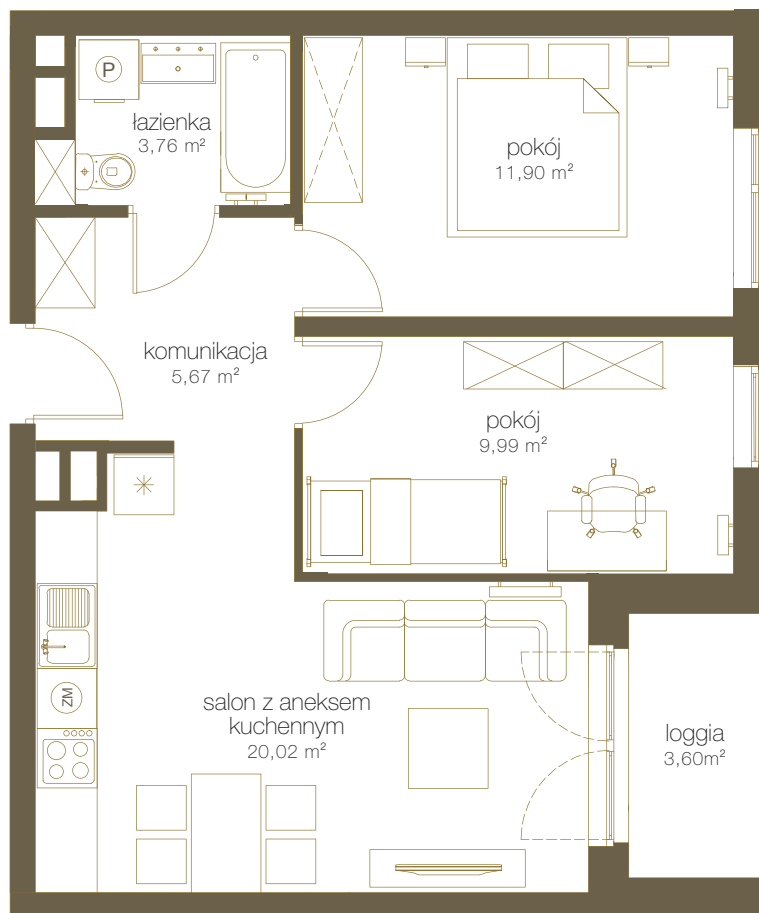 P
łazienka
3,76 m²
pokój
11,90 m²
komunikacja
5,67 m²
pokój
9,99 m²
ZM
salon z aneksem
kuchennym
20,02 m²
loggia
3,60m²